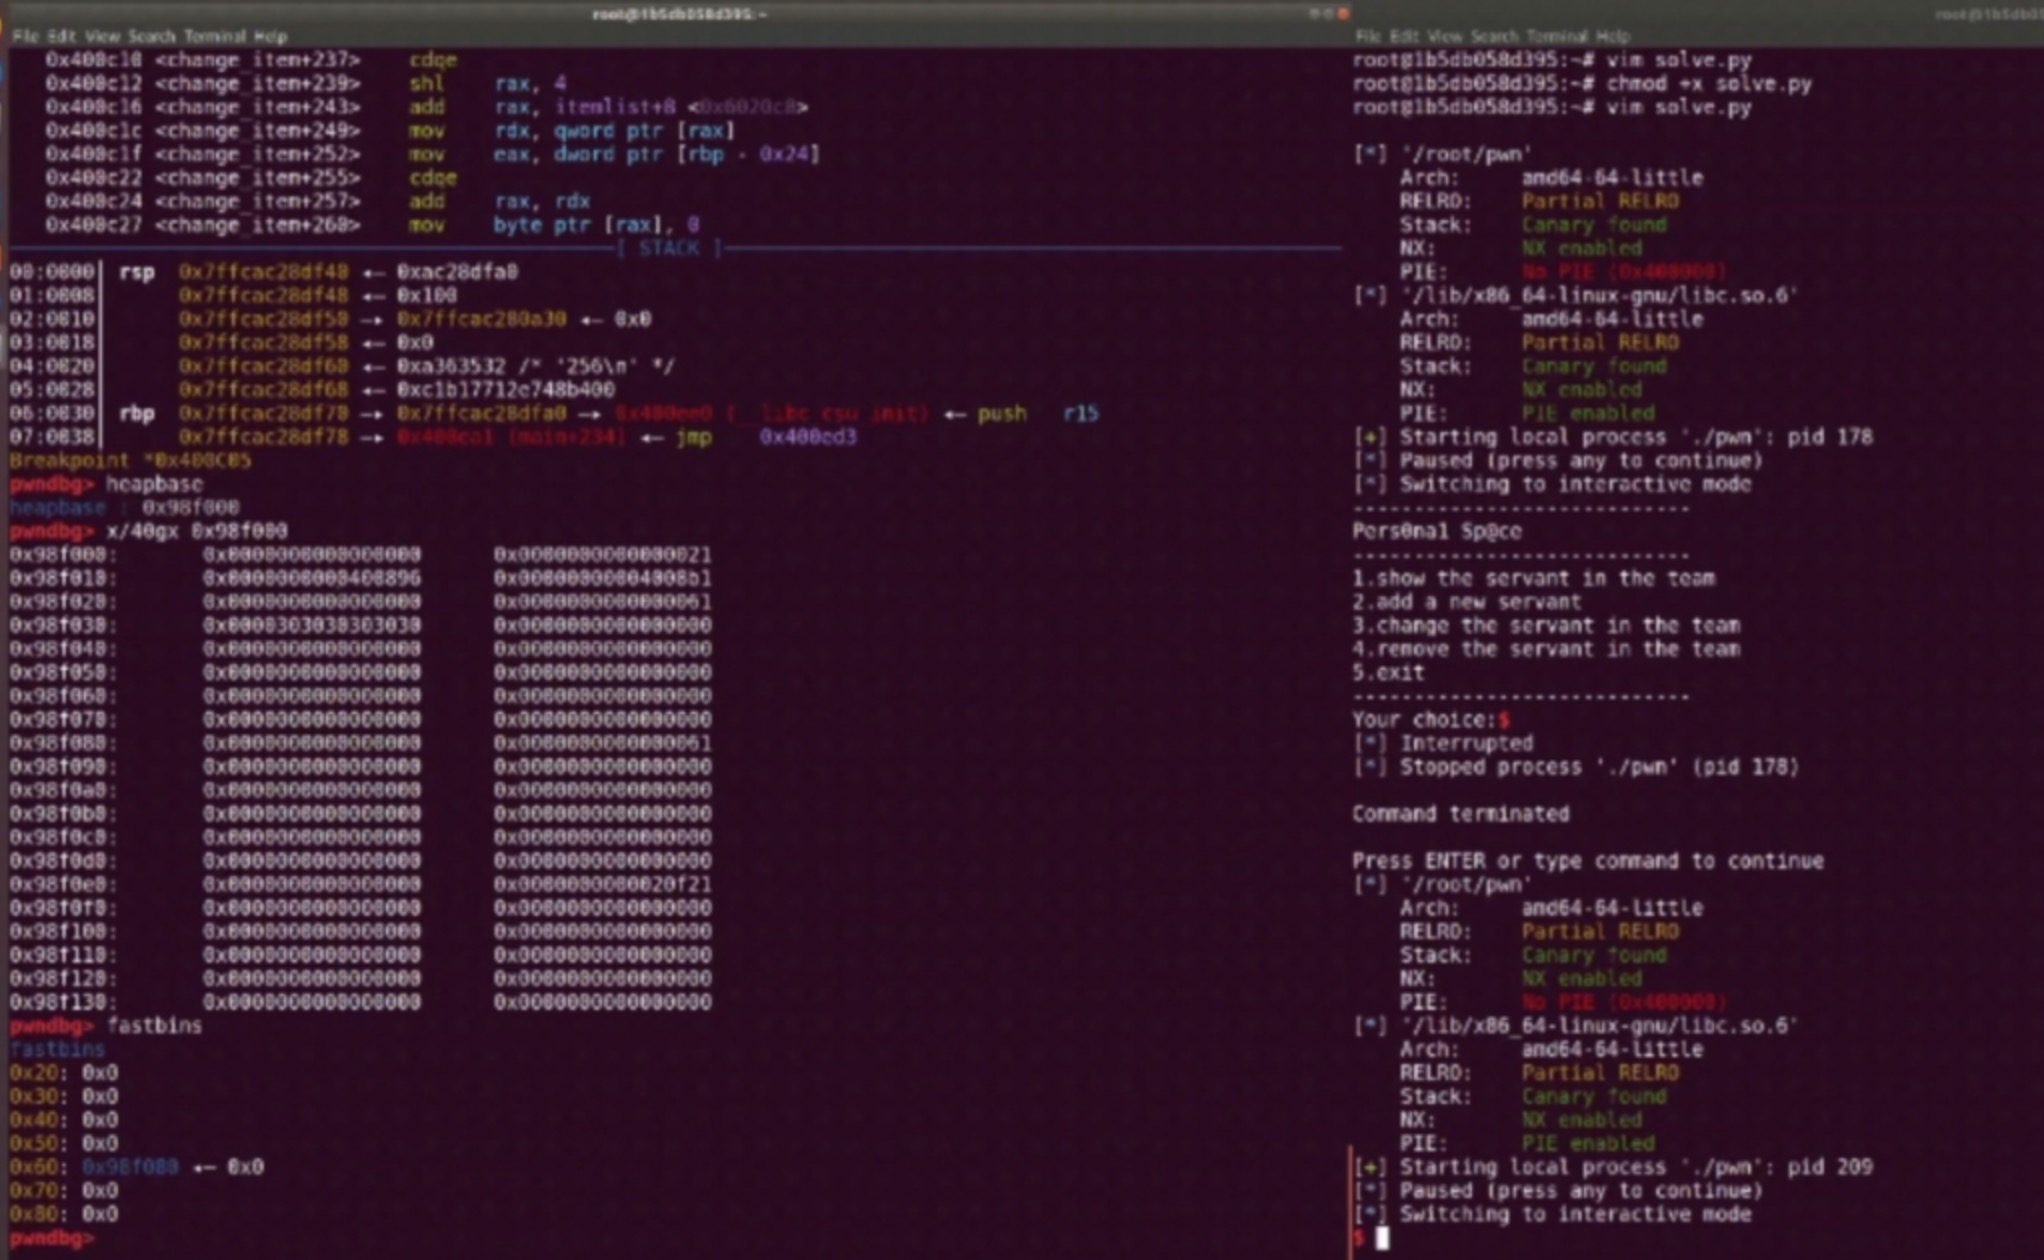 root@1b5db058d395:~
File Edit View Search Terminal Help
0x400c10 <change_item+237> cdqe
0x400c12 <change_item+239> shl rax, 4
0x400c16 <change_item+243> add rax, itemlist+8 <0x6020c8>
0x400c1c <change_item+249> mov rdx, qword ptr [rax]
0x400c1f <change_item+252> mov eax, dword ptr [rbp - 0x24]
0x400c22 <change_item+255> cdqe
0x400c24 <change_item+257> add rax, rdx
0x400c27 <change_item+260> mov byte ptr [rax], 0
[ STACK ]
00:0000│ rsp 0x7ffcac28df40 ◂— 0xac28dfa0
01:0008│ 0x7ffcac28df48 ◂— 0x100
02:0010│ 0x7ffcac28df50 —▸ 0x7ffcac280a30 ◂— 0x0
03:0018│ 0x7ffcac28df58 ◂— 0x0
04:0020│ 0x7ffcac28df60 ◂— 0xa363532 /* '256\n' */
05:0028│ 0x7ffcac28df68 ◂— 0xc1b17712e748b400
06:0030│ rbp 0x7ffcac28df70 —▸ 0x7ffcac28dfa0 —▸ 0x400ee0 (__libc_csu_init) ◂— push r15
07:0038│ 0x7ffcac28df78 —▸ 0x400ea1 (main+234) ◂— jmp 0x400ed3
Breakpoint *0x400C05
pwndbg> heapbase
heapbase : 0x98f000
pwndbg> x/40gx 0x98f000
0x98f000: 0x0000000000000000 0x0000000000000021
0x98f010: 0x0000000000400896 0x00000000004008b1
0x98f020: 0x0000000000000000 0x0000000000000061
0x98f030: 0x0000303030303030 0x0000000000000000
0x98f040: 0x0000000000000000 0x0000000000000000
0x98f050: 0x0000000000000000 0x0000000000000000
0x98f060: 0x0000000000000000 0x0000000000000000
0x98f070: 0x0000000000000000 0x0000000000000000
0x98f080: 0x0000000000000000 0x0000000000000061
0x98f090: 0x0000000000000000 0x0000000000000000
0x98f0a0: 0x0000000000000000 0x0000000000000000
0x98f0b0: 0x0000000000000000 0x0000000000000000
0x98f0c0: 0x0000000000000000 0x0000000000000000
0x98f0d0: 0x0000000000000000 0x0000000000000000
0x98f0e0: 0x0000000000000000 0x0000000000020f21
0x98f0f0: 0x0000000000000000 0x0000000000000000
0x98f100: 0x0000000000000000 0x0000000000000000
0x98f110: 0x0000000000000000 0x0000000000000000
0x98f120: 0x0000000000000000 0x0000000000000000
0x98f130: 0x0000000000000000 0x0000000000000000
pwndbg> fastbins
fastbins
0x20: 0x0
0x30: 0x0
0x40: 0x0
0x50: 0x0
0x60: 0x98f080 ◂— 0x0
0x70: 0x0
0x80: 0x0
pwndbg>
File Edit View Search Terminal Help
root@1b5db058d395:~# vim solve.py
root@1b5db058d395:~# chmod +x solve.py
root@1b5db058d395:~# vim solve.py
[*] '/root/pwn'
Arch: amd64-64-little
RELRO: Partial RELRO
Stack: Canary found
NX: NX enabled
PIE: No PIE (0x400000)
[*] '/lib/x86_64-linux-gnu/libc.so.6'
Arch: amd64-64-little
RELRO: Partial RELRO
Stack: Canary found
NX: NX enabled
PIE: PIE enabled
[+] Starting local process './pwn': pid 178
[*] Paused (press any to continue)
[*] Switching to interactive mode
----------------------------
Pers0nal Sp@ce
----------------------------
1.show the servant in the team
2.add a new servant
3.change the servant in the team
4.remove the servant in the team
5.exit
----------------------------
Your choice:$
[*] Interrupted
[*] Stopped process './pwn' (pid 178)
Command terminated
Press ENTER or type command to continue
[*] '/root/pwn'
Arch: amd64-64-little
RELRO: Partial RELRO
Stack: Canary found
NX: NX enabled
PIE: No PIE (0x400000)
[*] '/lib/x86_64-linux-gnu/libc.so.6'
Arch: amd64-64-little
RELRO: Partial RELRO
Stack: Canary found
NX: NX enabled
PIE: PIE enabled
[+] Starting local process './pwn': pid 209
[*] Paused (press any to continue)
[*] Switching to interactive mode
$